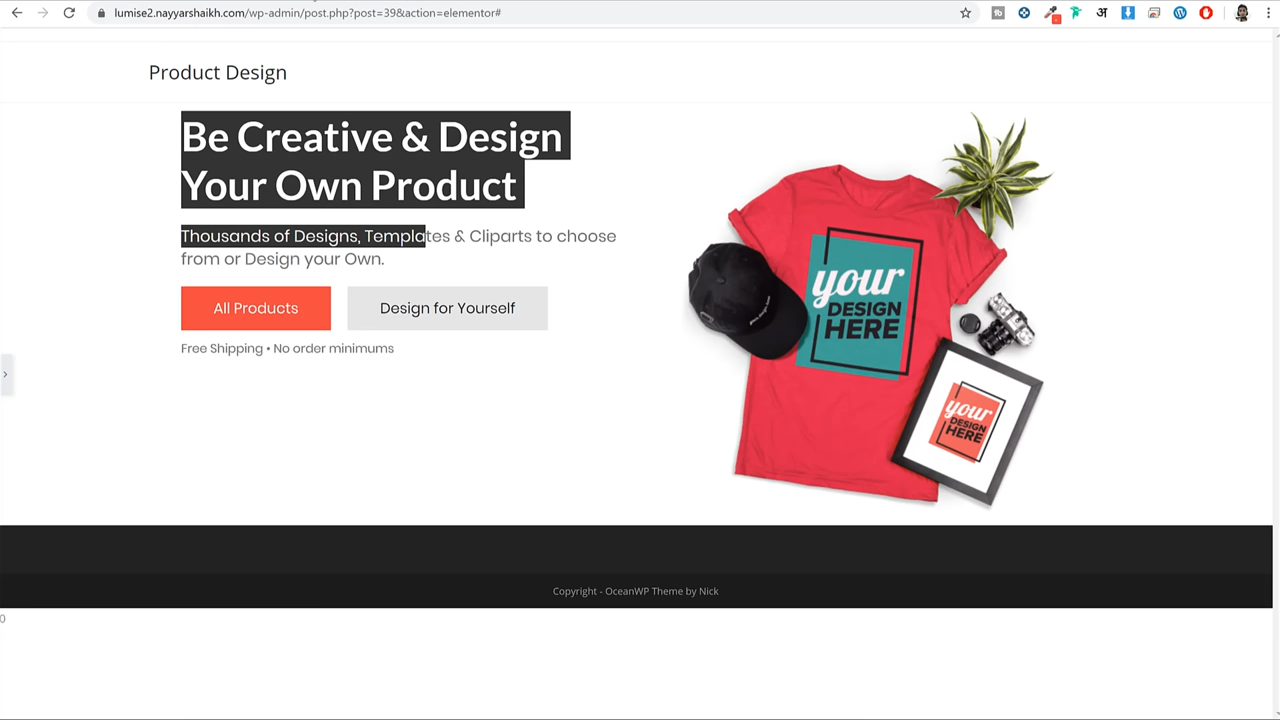 lumise2.nayyarshaikh.com/wp-admin/post.php?post=39&action=elementor#
Product Design
Be Creative & Design
Your Own Product
Thousands of Designs, Templates & Cliparts to choose
from or Design your Own.
All Products
Design for Yourself
Free Shipping • No order minimums
your
DESIGN
HERE
your
DESIGN
HERE
Copyright - OceanWP Theme by Nick
0